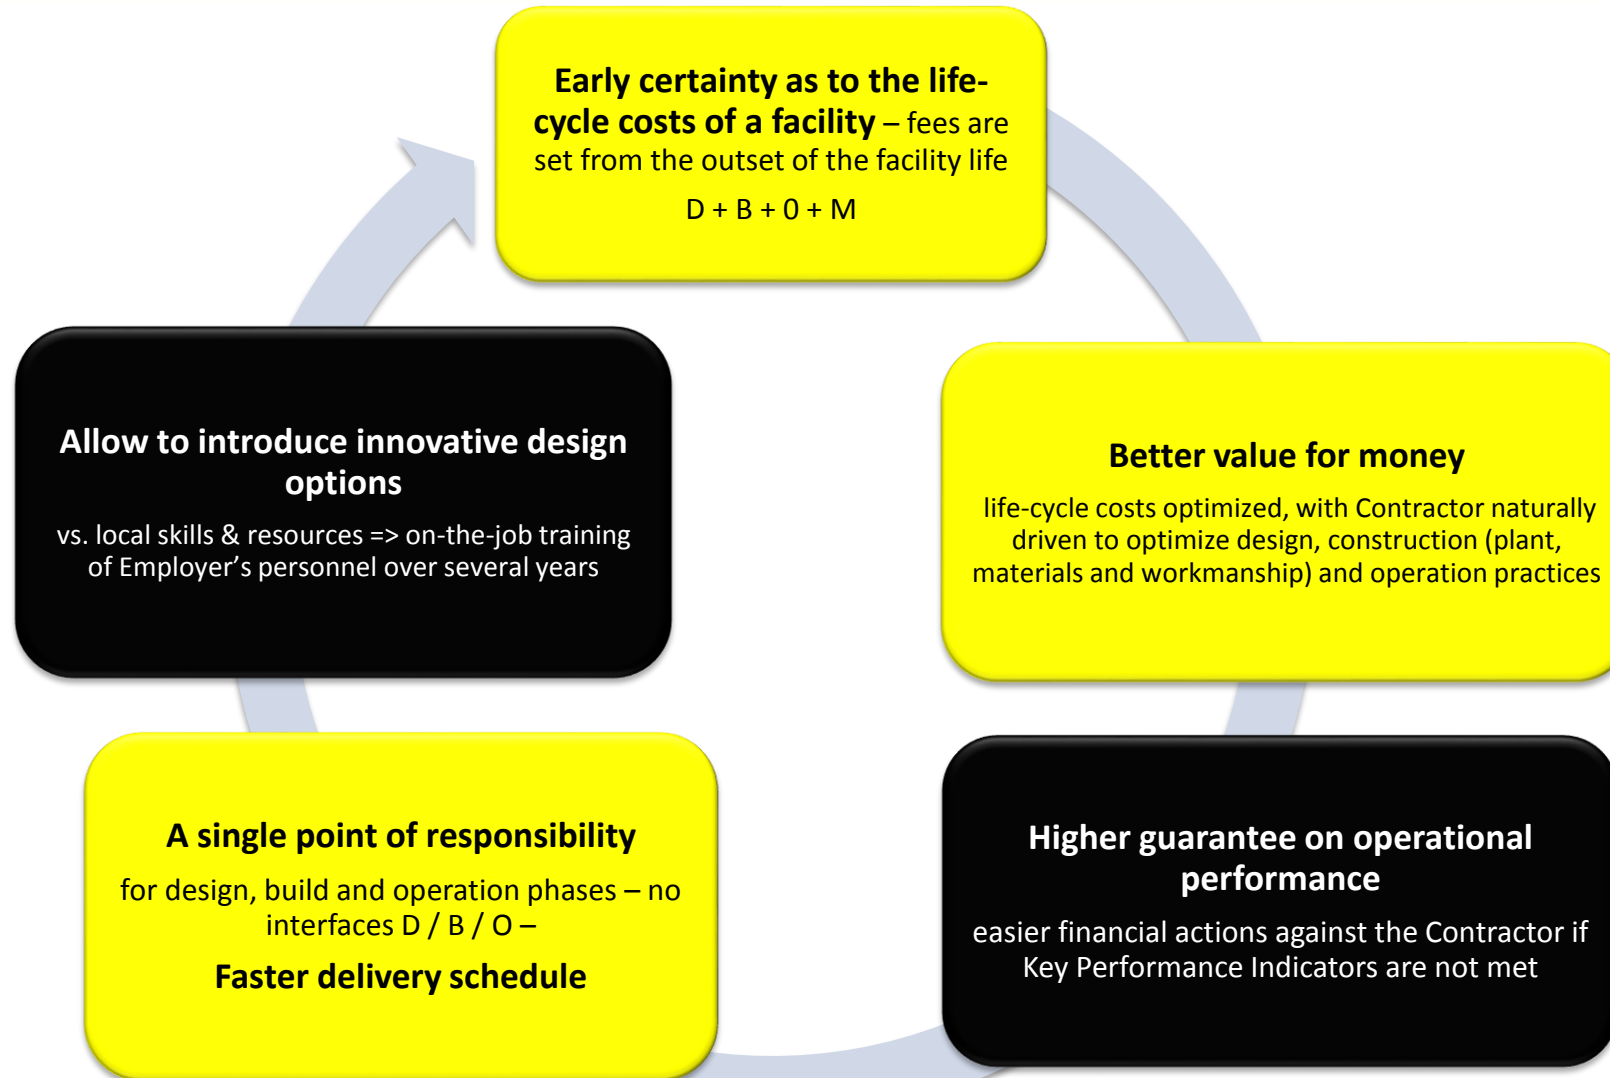 Early certainty as to the life-
cycle costs of a facility – fees are
set from the outset of the facility life
D + B + 0 + M
Better value for money
life-cycle costs optimized, with Contractor naturally
driven to optimize design, construction (plant,
materials and workmanship) and operation practices
Higher guarantee on operational
performance
easier financial actions against the Contractor if
Key Performance Indicators are not met
A single point of responsibility
for design, build and operation phases – no
interfaces D / B / O –
Faster delivery schedule
Allow to introduce innovative design
options
vs. local skills & resources => on-the-job training
of Employer's personnel over several years